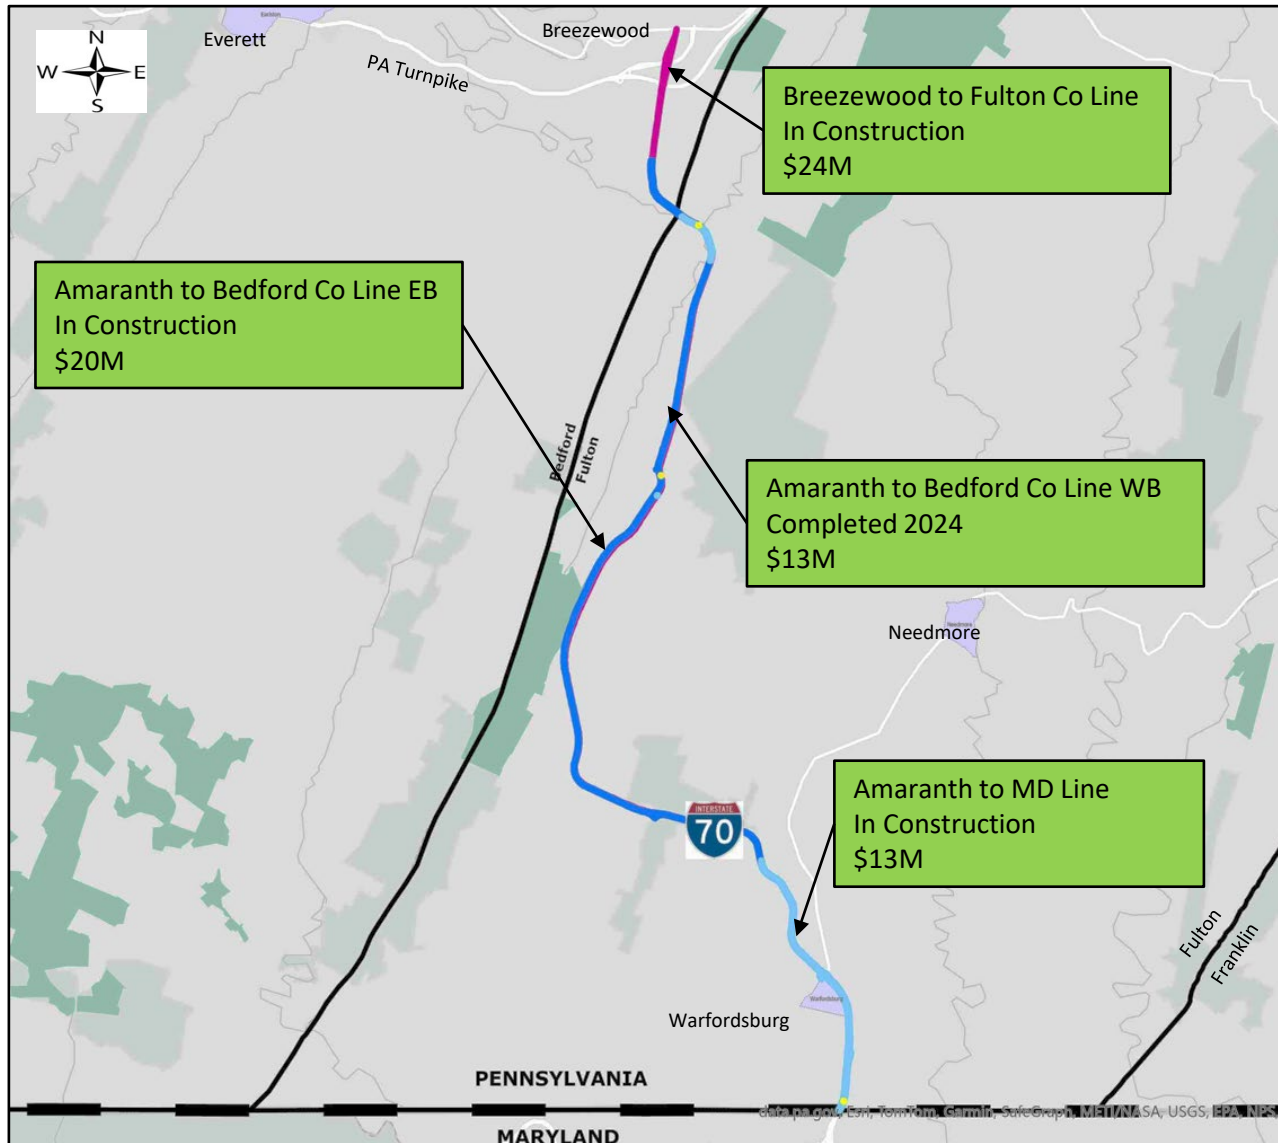 Everett
Breezewood
N
W E
S
PA Turnpike
Breezewood to Fulton Co Line
In Construction
$24M
Amaranth to Bedford Co Line EB
In Construction
$20M
Bedford
Fulton
Amaranth to Bedford Co Line WB
Completed 2024
$13M
Needmore
Needmore
Amaranth to MD Line
In Construction
$13M
INTERSTATE
70
Fulton
Franklin
Warfordsburg
Warfordsburg
PENNSYLVANIA
data.pa.gov, Esri, TomTom, Garmin, SafeGraph, METI/NASA, USGS, EPA, NPS,
MARYLAND